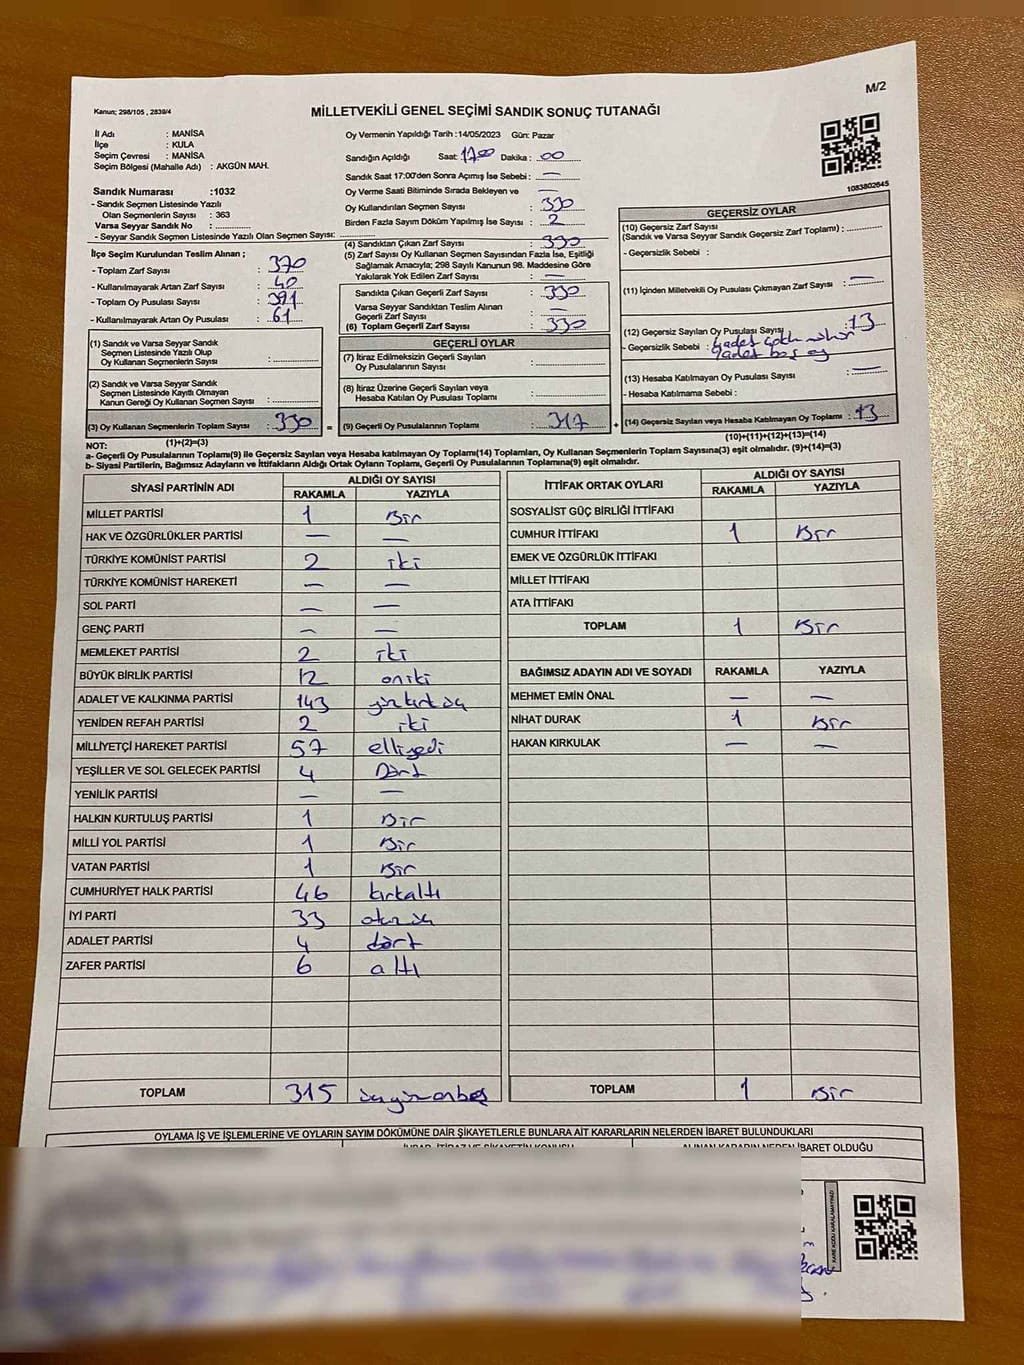 M/2
Kanun; 298/105 , 2839/4
MİLLETVEKİLİ GENEL SEÇİMİ SANDIK SONUÇ TUTANAĞI
İl Adı : MANİSA
İlçe : KULA
Seçim Çevresi : MANİSA
Seçim Bölgesi (Mahalle Adı) : AKGÜN MAH.
Sandık Numarası :1032
- Sandık Seçmen Listesinde Yazılı
Olan Seçmenlerin Sayısı : 363
Varsa Seyyar Sandık No :
- Seyyar Sandık Seçmen Listesinde Yazılı Olan Seçmen Sayısı:
Oy Vermenin Yapıldığı Tarih :14/05/2023 Gün: Pazar
Sandığın Açıldığı Saat: 1700 Dakika : 00
Sandık Saat 17:00'den Sonra Açımış İse Sebebi : —
Oy Verme Saati Bitiminde Sırada Bekleyen ve —
Oy Kullandırılan Seçmen Sayısı : 330
Birden Fazla Sayım Döküm Yapılmış İse Sayısı : 2
1083802645
İlçe Seçim Kurulundan Teslim Alınan ;
- Toplam Zarf Sayısı : 370
- Kullanılmayarak Artan Zarf Sayısı : 40
- Toplam Oy Pusulası Sayısı : 391
- Kullanılmayarak Artan Oy Pusulası : 61
(4) Sandıktan Çıkan Zarf Sayısı : 330
(5) Zarf Sayısı Oy Kullanan Seçmen Sayısından Fazla İse, Eşitliği
Sağlamak Amacıyla; 298 Sayılı Kanunun 98. Maddesine Göre
Yakılarak Yok Edilen Zarf Sayısı : —
Sandıkta Çıkan Geçerli Zarf Sayısı : 330
Varsa Seyyar Sandıktan Teslim Alınan
Geçerli Zarf Sayısı : —
(6) Toplam Geçerli Zarf Sayısı : 330
GEÇERSİZ OYLAR
(10) Geçersiz Zarf Sayısı
(Sandık ve Varsa Seyyar Sandık Geçersiz Zarf Toplamı) :
- Geçersizlik Sebebi :
(11) İçinden Milletvekili Oy Pusulası Çıkmayan Zarf Sayısı : —
(12) Geçersiz Sayılan Oy Pusulası Sayısı : 13
- Geçersizlik Sebebi : adet çoklu mühür
9 adet boş oy
(13) Hesaba Katılmayan Oy Pusulası Sayısı : —
- Hesaba Katılmama Sebebi :
(14) Geçersiz Sayılan veya Hesaba Katılmayan Oy Toplamı : 13
(1) Sandık ve Varsa Seyyar Sandık
Seçmen Listesinde Yazılı Olup
Oy Kullanan Seçmenlerin Sayısı :
(2) Sandık ve Varsa Seyyar Sandık
Seçmen Listesinde Kayıtlı Olmayan
Kanun Gereği Oy Kullanan Seçmen Sayısı :
(3) Oy Kullanan Seçmenlerin Toplam Sayısı : 330
GEÇERLİ OYLAR
(7) İtiraz Edilmeksizin Geçerli Sayılan
Oy Pusulalarının Sayısı :
(8) İtiraz Üzerine Geçerli Sayılan veya
Hesaba Katılan Oy Pusulası Toplamı :
(9) Geçerli Oy Pusulalarının Toplamı : 317
= +
NOT: (1)+(2)=(3) (10)+(11)+(12)+(13)=(14)
a- Geçerli Oy Pusulalarının Toplamı(9) ile Geçersiz Sayılan veya Hesaba katılmayan Oy Toplamı(14) Toplamları, Oy Kullanan Seçmenlerin Toplam Sayısına(3) eşit olmalıdır. (9)+(14)=(3)
b- Siyasi Partilerin, Bağımsız Adayların ve İttifakların Aldığı Ortak Oyların Toplamı, Geçerli Oy Pusulalarının Toplamına(9) eşit olmalıdır.
SİYASİ PARTİNİN ADI ALDIĞI OY SAYISI
RAKAMLA YAZIYLA
MİLLET PARTİSİ 1 Bir
HAK VE ÖZGÜRLÜKLER PARTİSİ — —
TÜRKİYE KOMÜNİST PARTİSİ 2 iki
TÜRKİYE KOMÜNİST HAREKETİ — —
SOL PARTİ — —
GENÇ PARTİ — —
MEMLEKET PARTİSİ 2 iki
BÜYÜK BİRLİK PARTİSİ 12 oniki
ADALET VE KALKINMA PARTİSİ 143 yüzkırküç
YENİDEN REFAH PARTİSİ 2 iki
MİLLİYETÇİ HAREKET PARTİSİ 57 elliyedi
YEŞİLLER VE SOL GELECEK PARTİSİ 4 Dört
YENİLİK PARTİSİ — —
HALKIN KURTULUŞ PARTİSİ 1 Bir
MİLLİ YOL PARTİSİ 1 Bir
VATAN PARTİSİ 1 Bir
CUMHURİYET HALK PARTİSİ 46 kırkaltı
İYİ PARTİ 33 otuzüç
ADALET PARTİSİ 4 dört
ZAFER PARTİSİ 6 altı
TOPLAM 315 üçyüzonbeş
İTTİFAK ORTAK OYLARI ALDIĞI OY SAYISI
RAKAMLA YAZIYLA
SOSYALİST GÜÇ BİRLİĞİ İTTİFAKI
CUMHUR İTTİFAKI 1 Bir
EMEK VE ÖZGÜRLÜK İTTİFAKI
MİLLET İTTİFAKI
ATA İTTİFAKI
TOPLAM 1 Bir
BAĞIMSIZ ADAYIN ADI VE SOYADI RAKAMLA YAZIYLA
MEHMET EMİN ÖNAL — —
NİHAT DURAK 1 Bir
HAKAN KIRKULAK — —
TOPLAM 1 Bir
OYLAMA İŞ VE İŞLEMLERİNE VE OYLARIN SAYIM DÖKÜMÜNE DAİR ŞİKAYETLERLE BUNLARA AİT KARARLARIN NELERDEN İBARET BULUNDUKLARI
İHBAR, İTİRAZ VE ŞİKAYETİN KONUSU ALINAN KARARIN NEDEN İBARET OLDUĞU
* KARE KODU KARALAMAYINIZ!